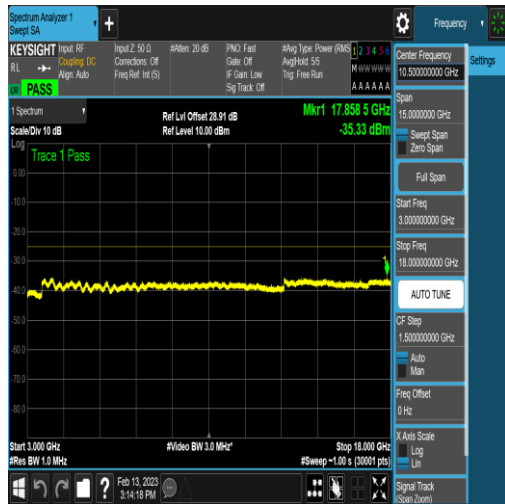 Spectrum Analyzer 1
Swept SA
Frequency
KEYSIGHT
RL
PASS
Input: RF
Coupling: DC
Align: Auto
Input Z: 50 Ω
Corrections: Off
Freq Ref: Int (S)
#Atten: 20 dB
PNO: Fast
Gate: Off
IF Gain: Low
Sig Track: Off
#Avg Type: Power (RMS
Avg|Hold: 5/5
Trig: Free Run
1 2 3 4 5 6
M W W W W W
A A A A A A
1 Spectrum
Scale/Div 10 dB
Ref Lvl Offset 28.91 dB
Ref Level 10.00 dBm
Mkr1 17.858 5 GHz
-35.33 dBm
Log
Trace 1 Pass
0.00
-10.0
-20.0
-30.0
-40.0
-50.0
-60.0
-70.0
-80.0
1
Start 3.000 GHz
#Res BW 1.0 MHz
#Video BW 3.0 MHz*
Stop 18.000 GHz
#Sweep ~1.00 s (30001 pts)
Feb 13, 2023
3:14:18 PM
Center Frequency
10.500000000 GHz
Settings
Span
15.0000000 GHz
Swept Span
Zero Span
Full Span
Start Freq
3.000000000 GHz
Stop Freq
18.000000000 GHz
AUTO TUNE
CF Step
1.500000000 GHz
Auto
Man
Freq Offset
0 Hz
X Axis Scale
Log
Lin
Signal Track
(Span Zoom)